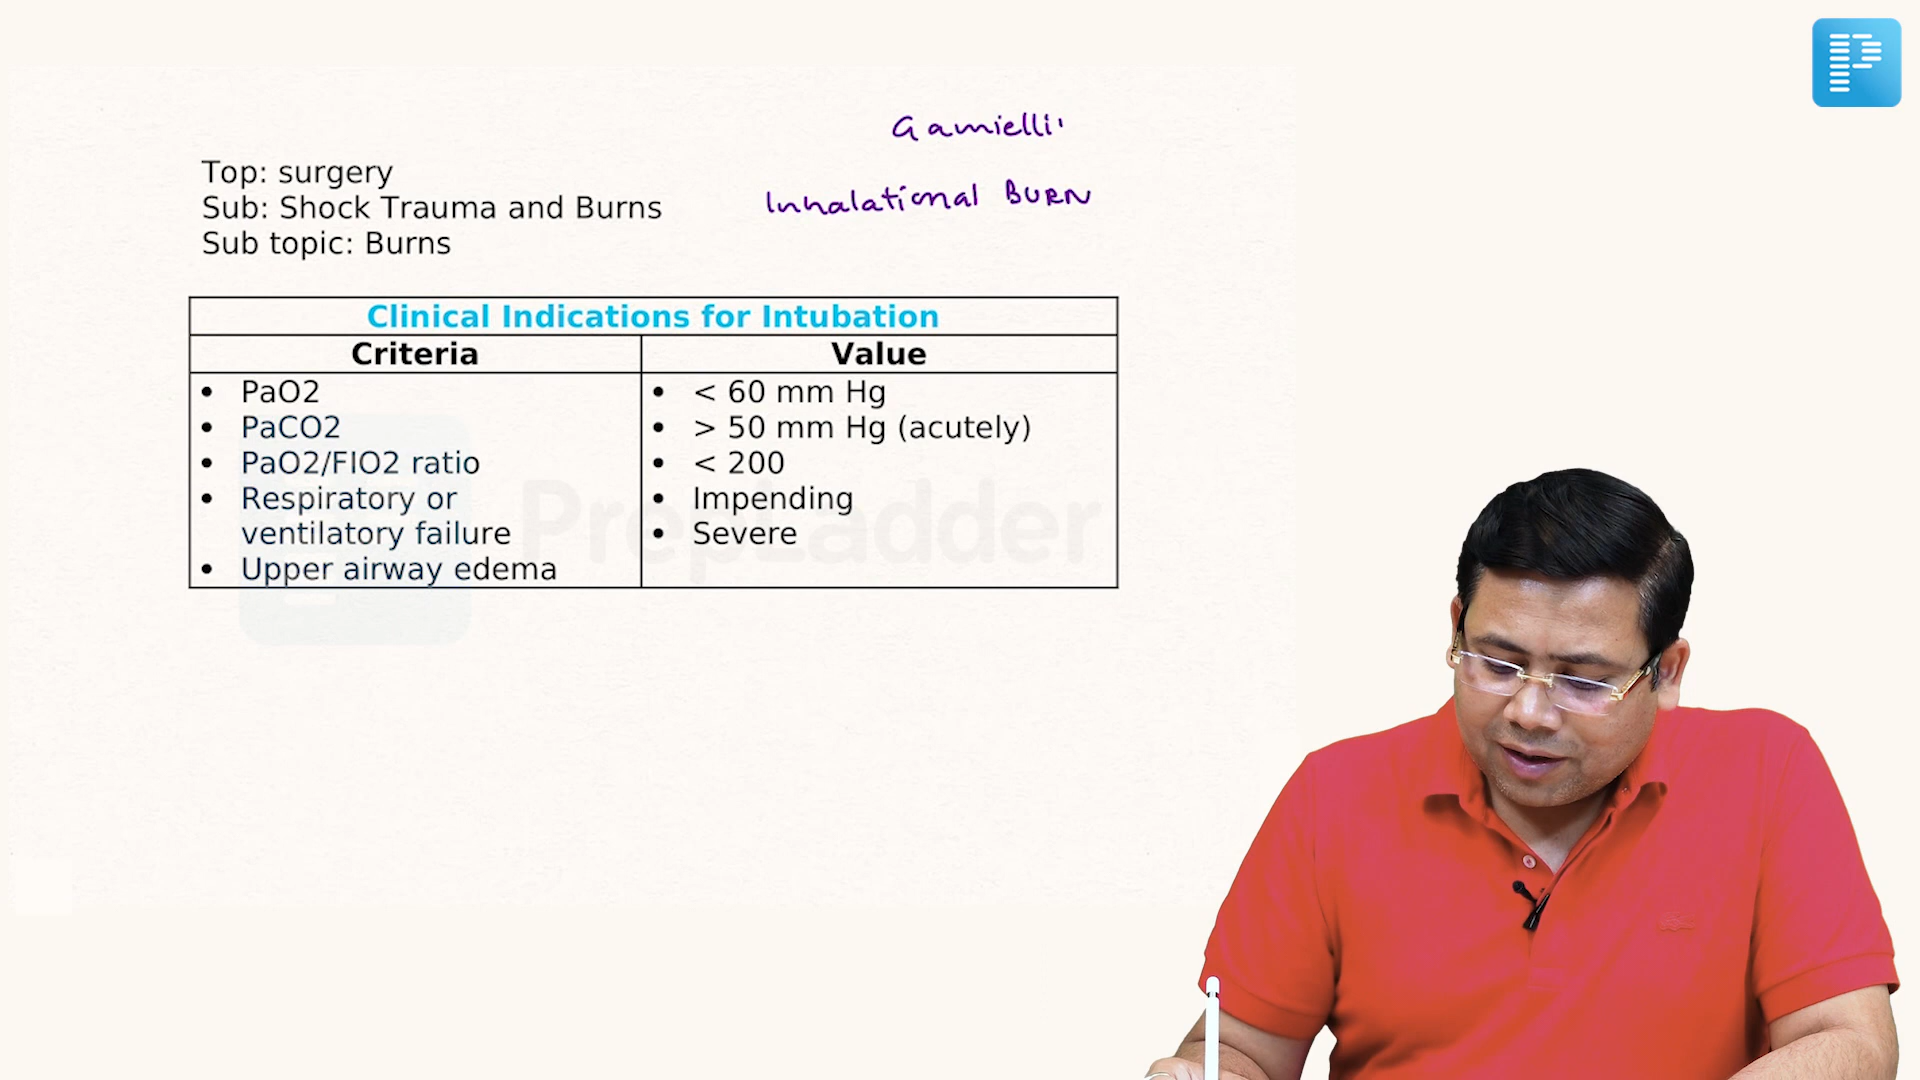 Gamielli'
Inhalational BURN
Top: surgery
Sub: Shock Trauma and Burns
Sub topic: Burns
Clinical Indications for Intubation
Criteria
Value
• PaO2
• PaCO2
• PaO2/FIO2 ratio
• Respiratory or
ventilatory failure
• Upper airway edema
• < 60 mm Hg
• > 50 mm Hg (acutely)
• < 200
• Impending
• Severe
PrepLadder